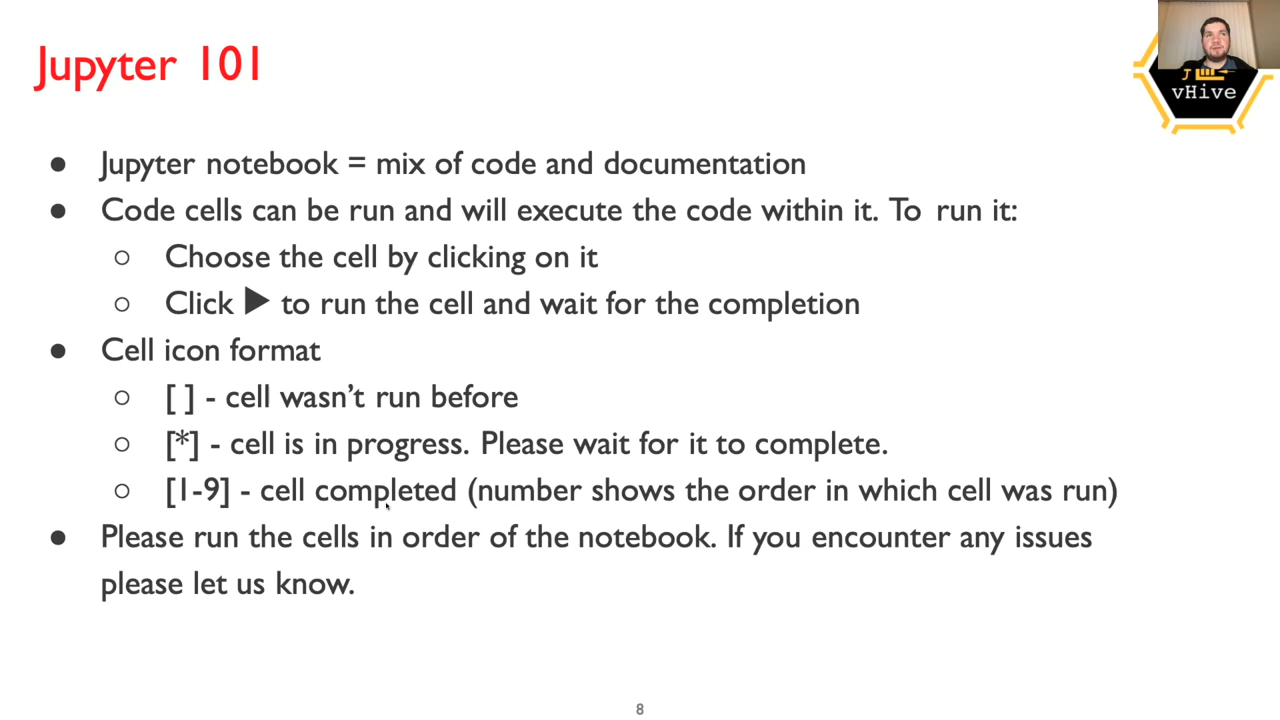 Jupyter 101
vHive
● Jupyter notebook = mix of code and documentation
● Code cells can be run and will execute the code within it. To run it:
○ Choose the cell by clicking on it
○ Click ▶ to run the cell and wait for the completion
● Cell icon format
○ [ ] - cell wasn’t run before
○ [*] - cell is in progress. Please wait for it to complete.
○ [1-9] - cell completed (number shows the order in which cell was run)
● Please run the cells in order of the notebook. If you encounter any issues
please let us know.
8